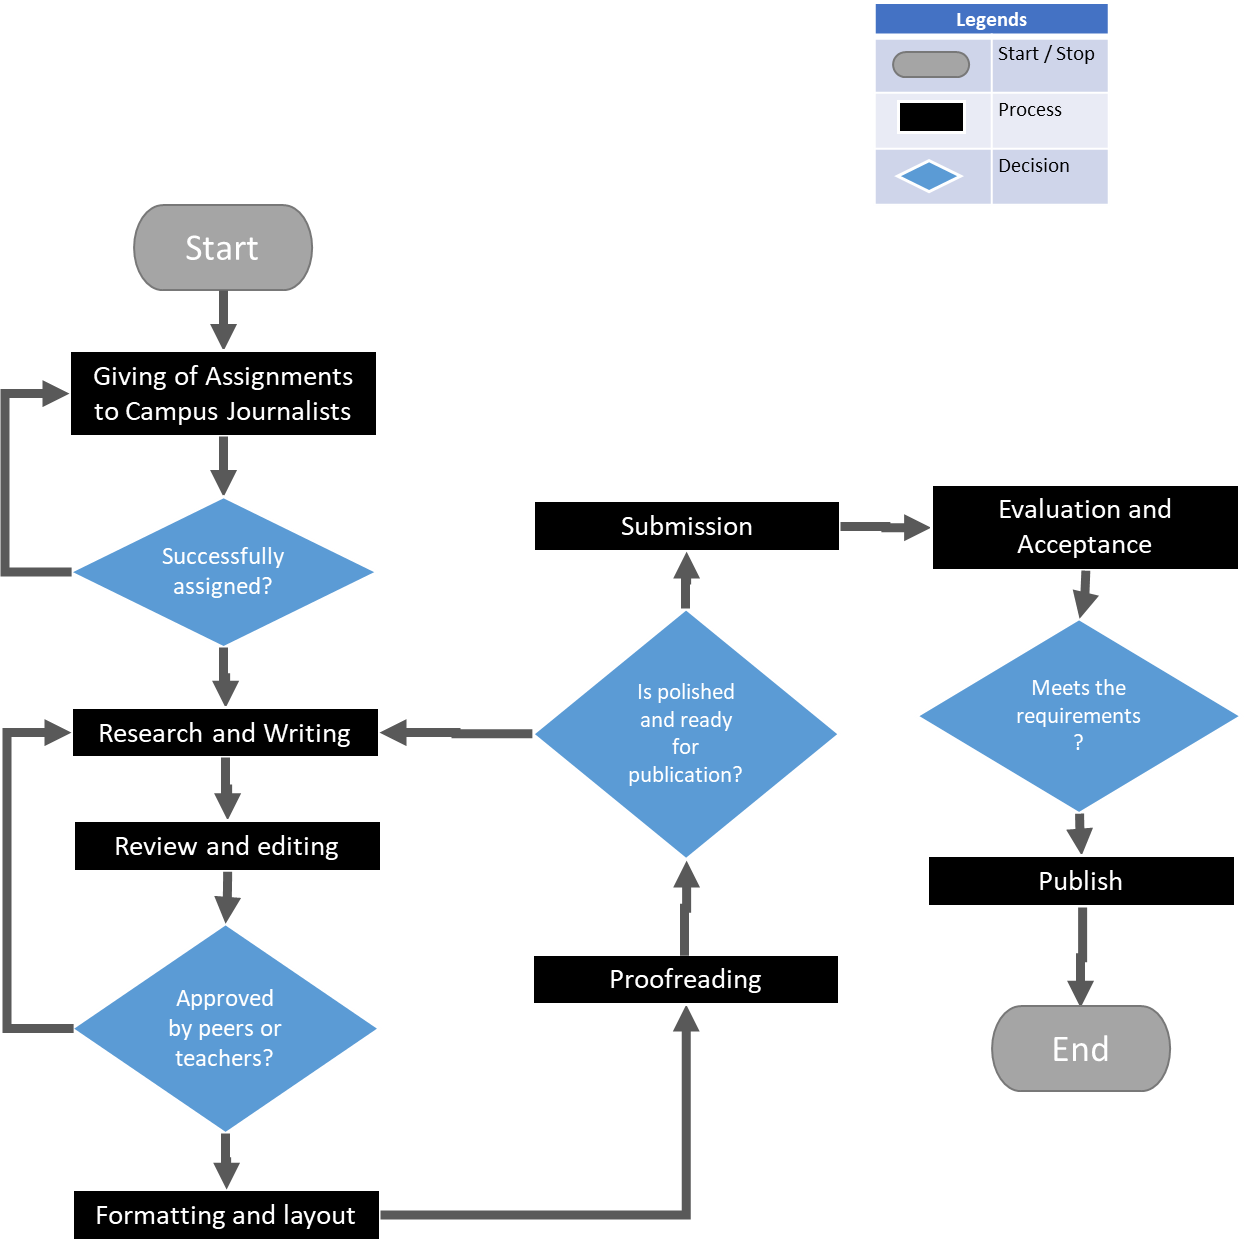 Legends
Start / Stop
Process
Decision
Start
Giving of Assignments
to Campus Journalists
Successfully
assigned?
Research and Writing
Review and editing
Approved
by peers or
teachers?
Formatting and layout
Submission
Is polished
and ready
for
publication?
Proofreading
Evaluation and
Acceptance
Meets the
requirements
?
Publish
End